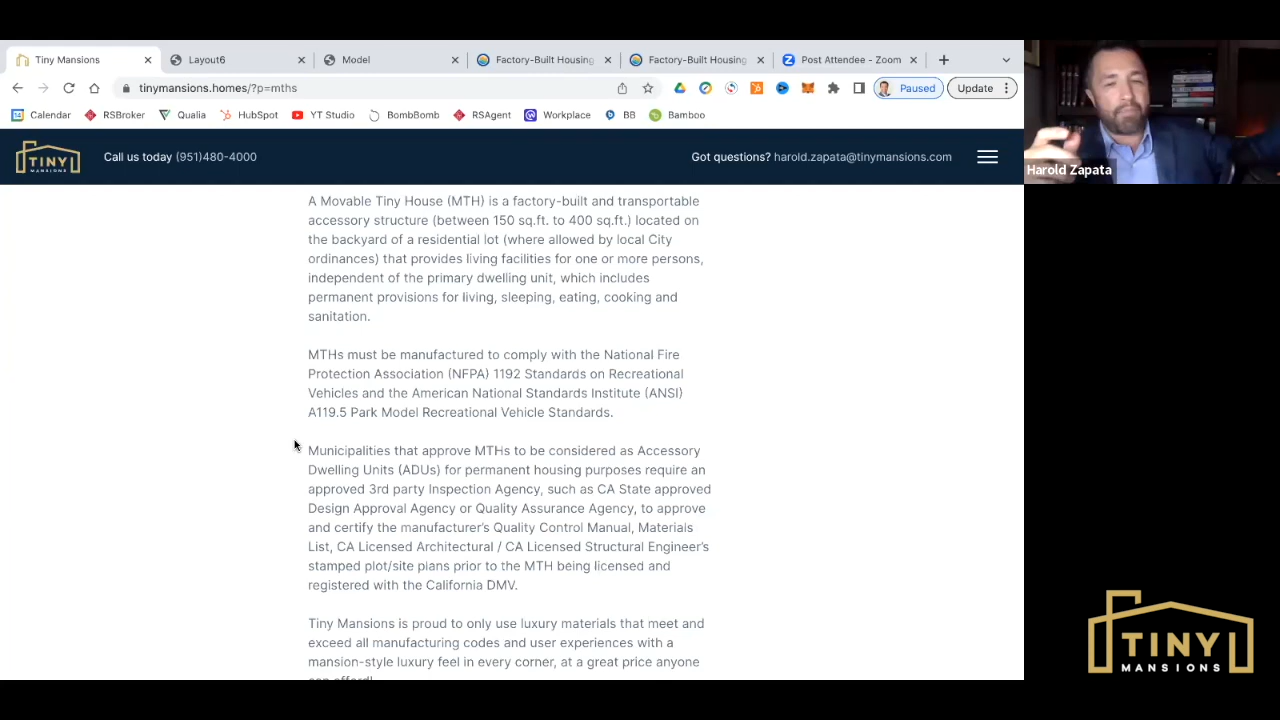 Tiny Mansions
Layout6
Model
Factory-Built Housing
Factory-Built Housing
Post Attendee - Zoom
tinymansions.homes/?p=mths
Paused
Update
Calendar
RSBroker
Qualia
HubSpot
YT Studio
BombBomb
RSAgent
Workplace
BB
Bamboo
TINY
MANSIONS
Call us today (951)480-4000
Got questions? harold.zapata@tinymansions.com
Harold Zapata
A Movable Tiny House (MTH) is a factory-built and transportable
accessory structure (between 150 sq.ft. to 400 sq.ft.) located on
the backyard of a residential lot (where allowed by local City
ordinances) that provides living facilities for one or more persons,
independent of the primary dwelling unit, which includes
permanent provisions for living, sleeping, eating, cooking and
sanitation.
MTHs must be manufactured to comply with the National Fire
Protection Association (NFPA) 1192 Standards on Recreational
Vehicles and the American National Standards Institute (ANSI)
A119.5 Park Model Recreational Vehicle Standards.
Municipalities that approve MTHs to be considered as Accessory
Dwelling Units (ADUs) for permanent housing purposes require an
approved 3rd party Inspection Agency, such as CA State approved
Design Approval Agency or Quality Assurance Agency, to approve
and certify the manufacturer's Quality Control Manual, Materials
List, CA Licensed Architectural / CA Licensed Structural Engineer's
stamped plot/site plans prior to the MTH being licensed and
registered with the California DMV.
Tiny Mansions is proud to only use luxury materials that meet and
exceed all manufacturing codes and user experiences with a
mansion-style luxury feel in every corner, at a great price anyone
TINY
MANSIONS